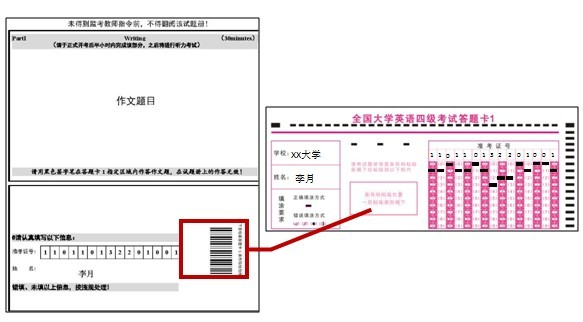 未得到监考教师指令前，不得翻阅该试题册！
PartI Writing (30minutes)
(请于正式开考后半小时内完成该部分，之后将进行听力考试)
作文题目
请用黑色签字笔在答题卡1指定区域内作答作文题，在试题册上的作答无效！
#请认真填写以下信息：
准考证号： 1 1 0 1 1 0 1 3 2 2 0 1 0 0 1
姓 名： 李月
错填、未填以上信息，按违规处理！
全国大学英语四级考试答题卡1
准考证号
学校: XX大学
1 1 0 1 1 0 1 3 2 2 0 1 0 0 1
姓名: 李月
填涂要求
正确填涂方式
错误填涂方式